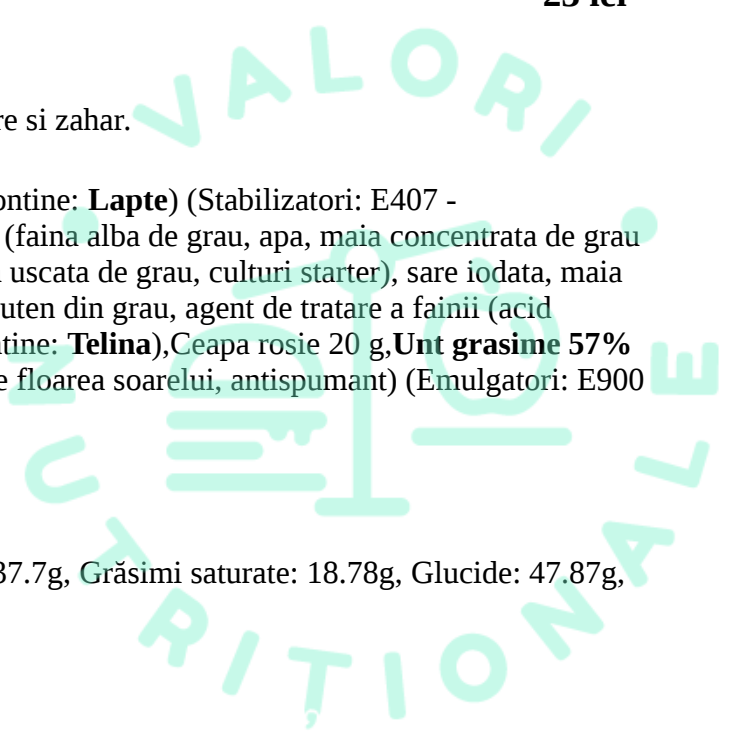 25 lei
re si zahar.
ontine: Lapte) (Stabilizatori: E407 -
(faina alba de grau, apa, maia concentrata de grau
uscata de grau, culturi starter), sare iodata, maia
uten din grau, agent de tratare a fainii (acid
tine: Telina),Ceapa rosie 20 g,Unt grasime 57%
e floarea soarelui, antispumant) (Emulgatori: E900
37.7g, Grăsimi saturate: 18.78g, Glucide: 47.87g,
VALORI
NUTRIȚIONALE